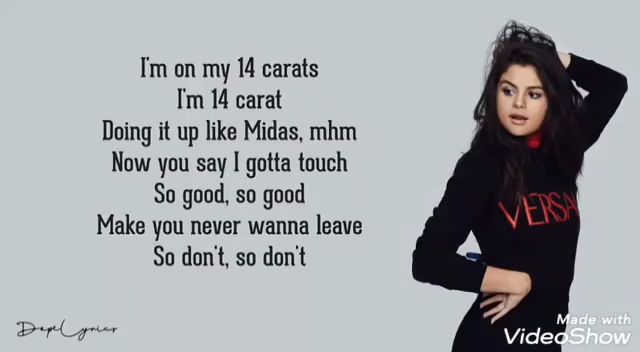 I'm on my 14 carats
I'm 14 carat
Doing it up like Midas, mhm
Now you say I gotta touch
So good, so good
Make you never wanna leave
So don't, so don't
VERSA
DopeLyrics
Made with
VideoShow